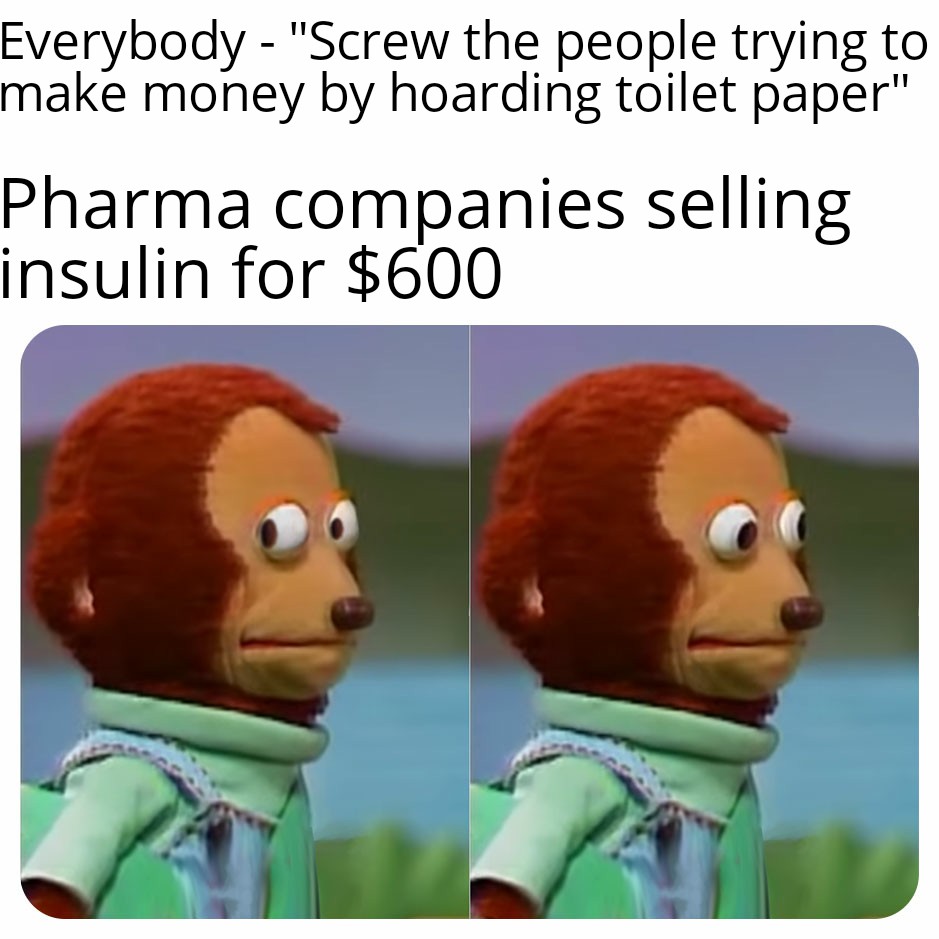 Everybody - "Screw the people trying to
make money by hoarding toilet paper"
Pharma companies selling
insulin for $600